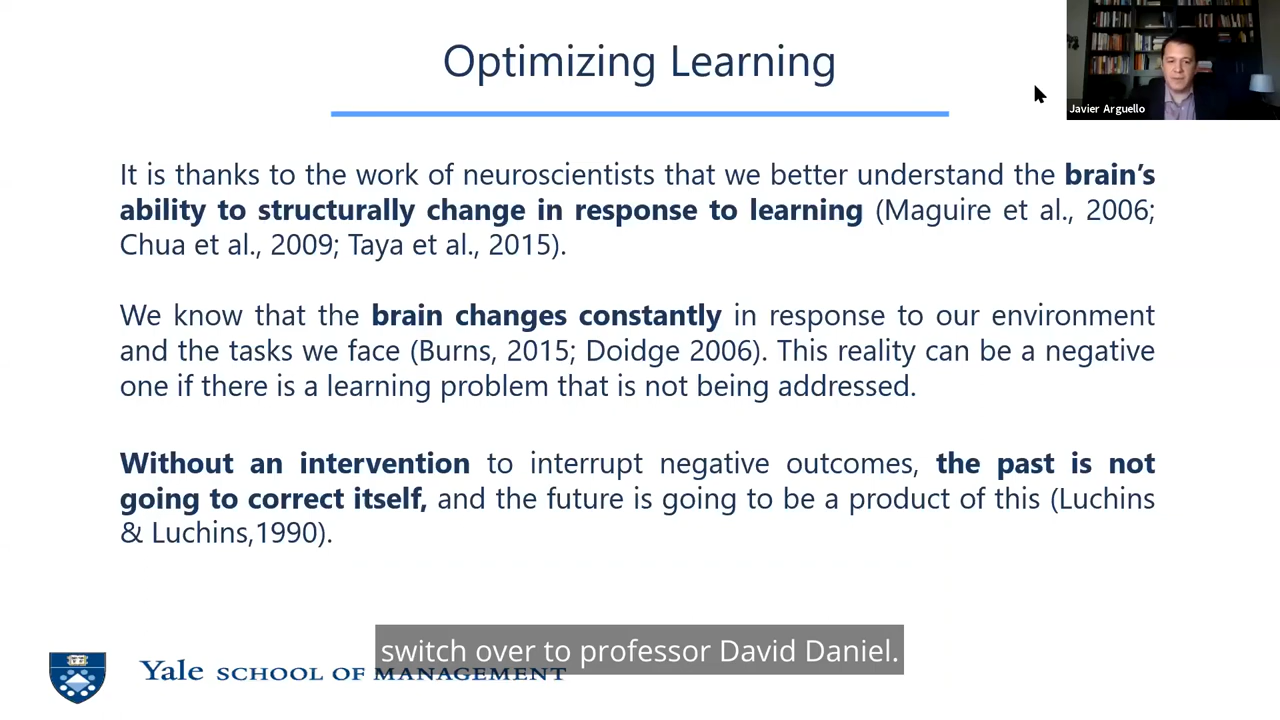 Optimizing Learning
Javier Arguello
It is thanks to the work of neuroscientists that we better understand the brain’s
ability to structurally change in response to learning (Maguire et al., 2006;
Chua et al., 2009; Taya et al., 2015).
We know that the brain changes constantly in response to our environment
and the tasks we face (Burns, 2015; Doidge 2006). This reality can be a negative
one if there is a learning problem that is not being addressed.
Without an intervention to interrupt negative outcomes, the past is not
going to correct itself, and the future is going to be a product of this (Luchins
& Luchins,1990).
switch over to professor David Daniel.
Yale SCHOOL OF MANAGEMENT